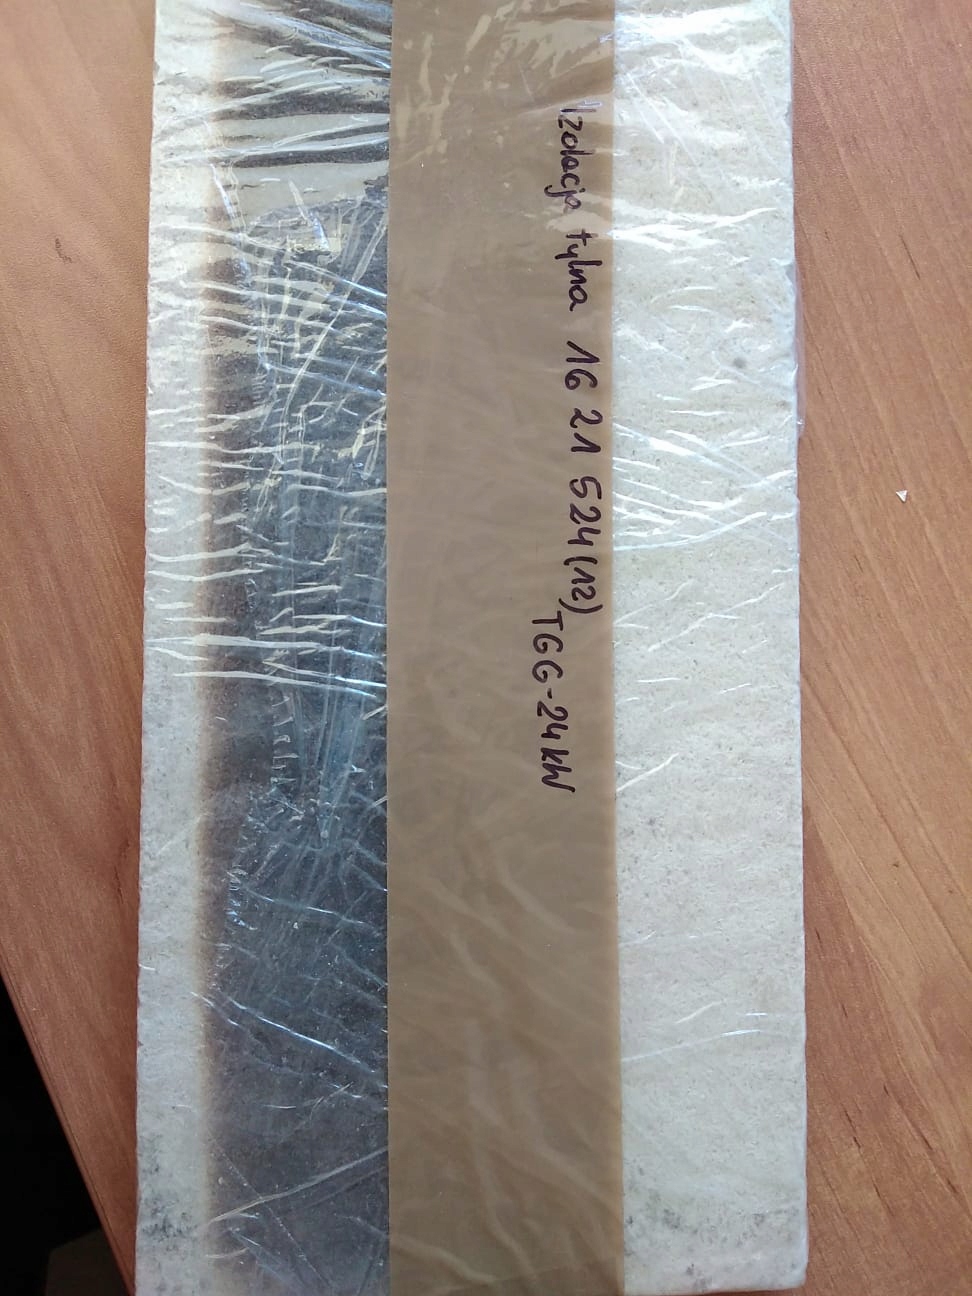 Izolacja tylna 16 21 524(12)
TGG-24kW